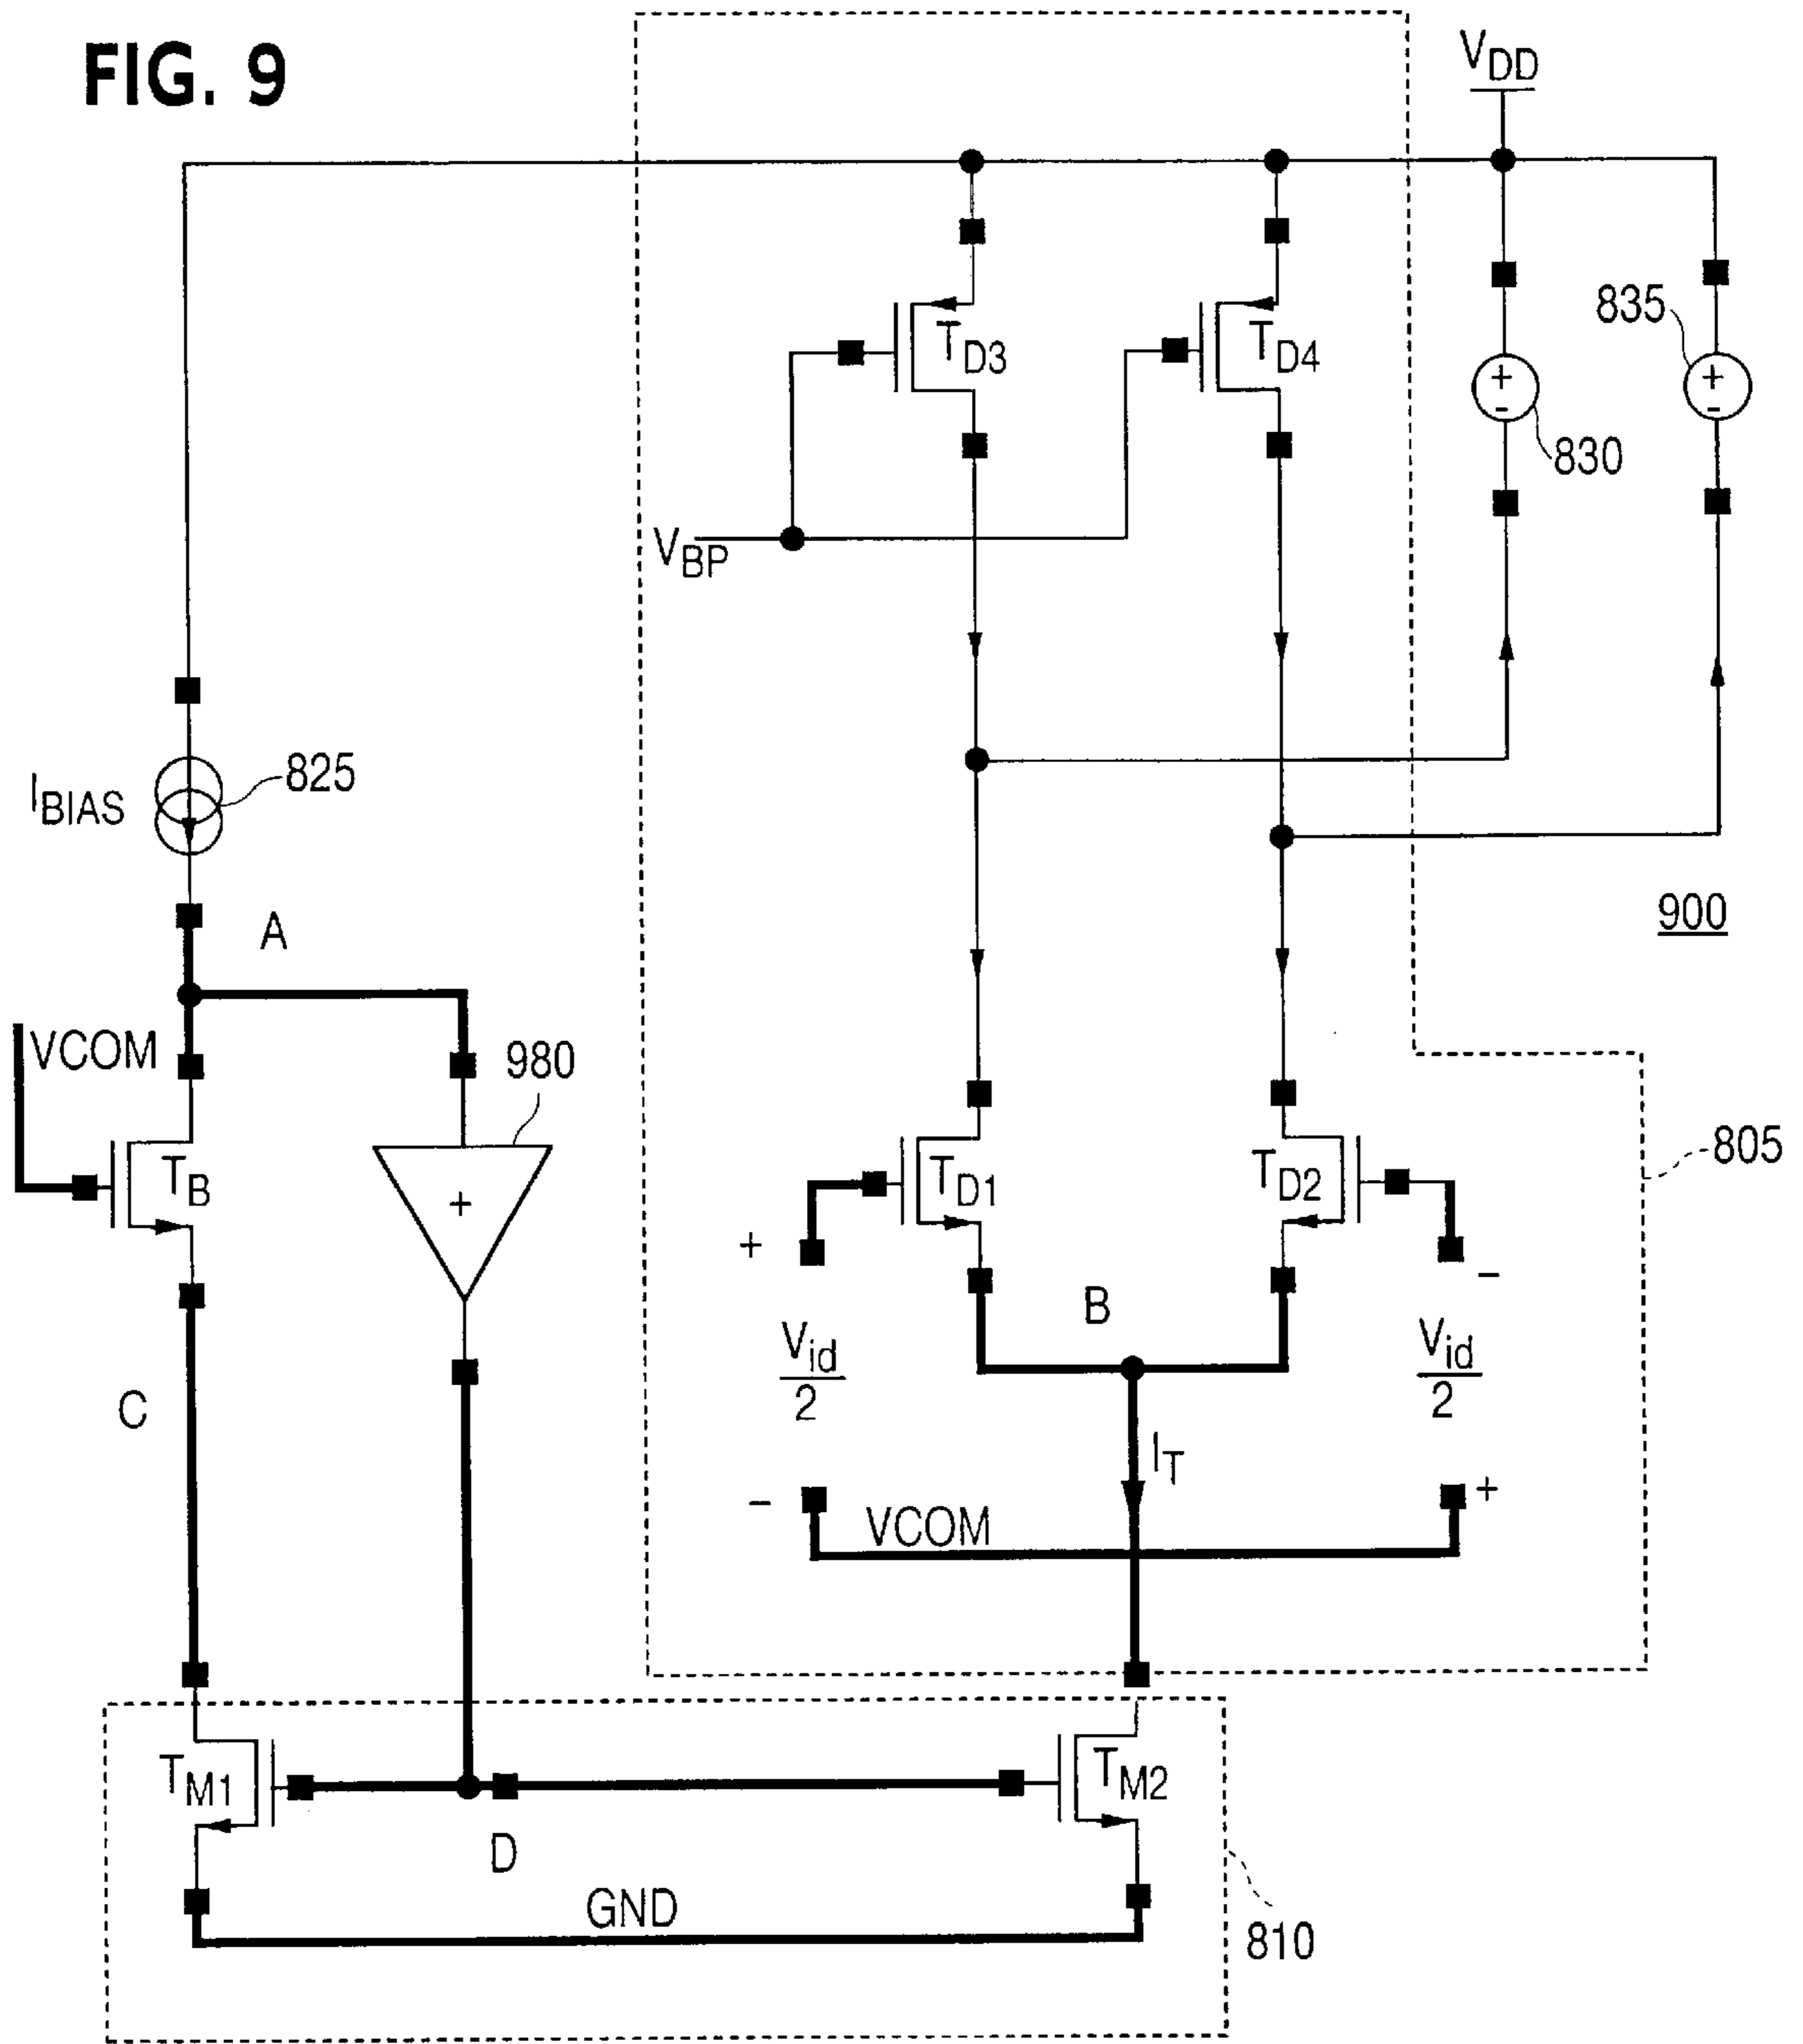 FIG. 9
VDD
835
TD3
TD4
+
-
+
-
830
VBP
IBIAS
825
900
A
VCOM
980
TB
+
TD1
TD2
805
+
-
B
Vid
2
Vid
2
C
IT
-
VCOM
+
TM1
TM2
D
GND
810